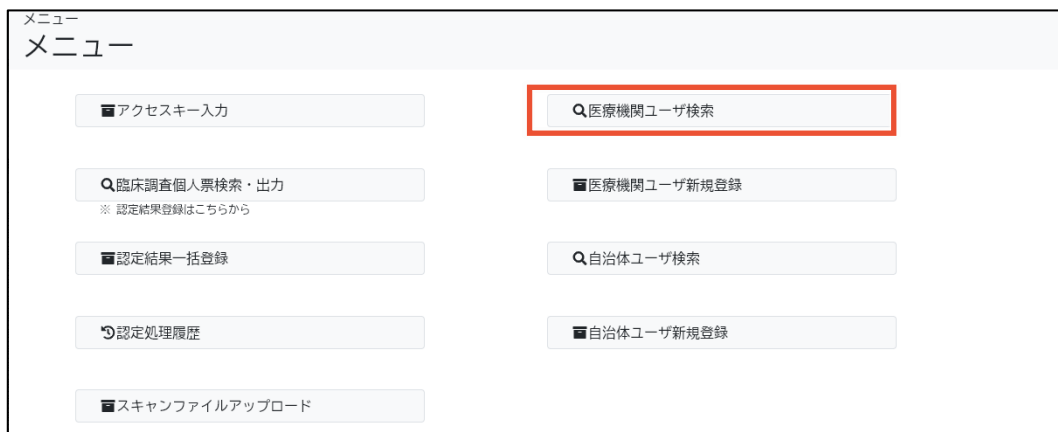 メニュー
メニュー
アクセスキー入力
医療機関ユーザ検索
臨床調査個人票検索・出力
※ 認定結果登録はこちらから
医療機関ユーザ新規登録
認定結果一括登録
自治体ユーザ検索
認定処理履歴
自治体ユーザ新規登録
スキャンファイルアップロード